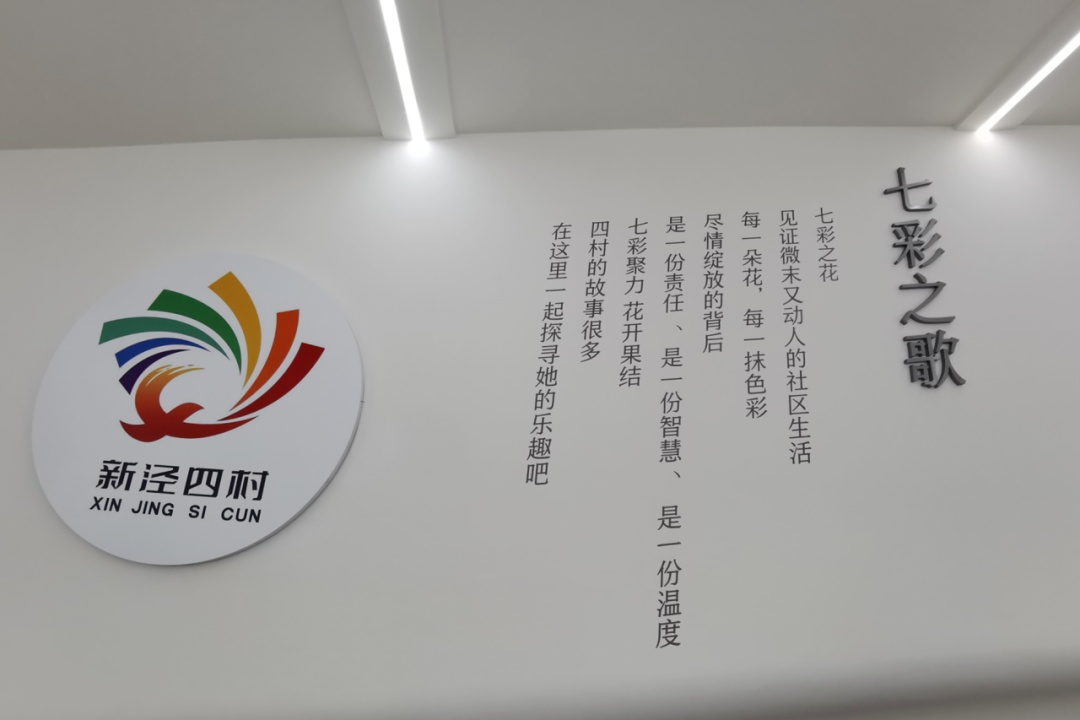 七彩之歌
七彩之花
见证微末又动人的社区生活
每一朵花，每一抹色彩
尽情绽放的背后
是一份责任、是一份智慧、是一份温度
七彩聚力 花开果结
四村的故事很多
在这里一起探寻她的乐趣吧
新泾四村
XIN JING SI CUN